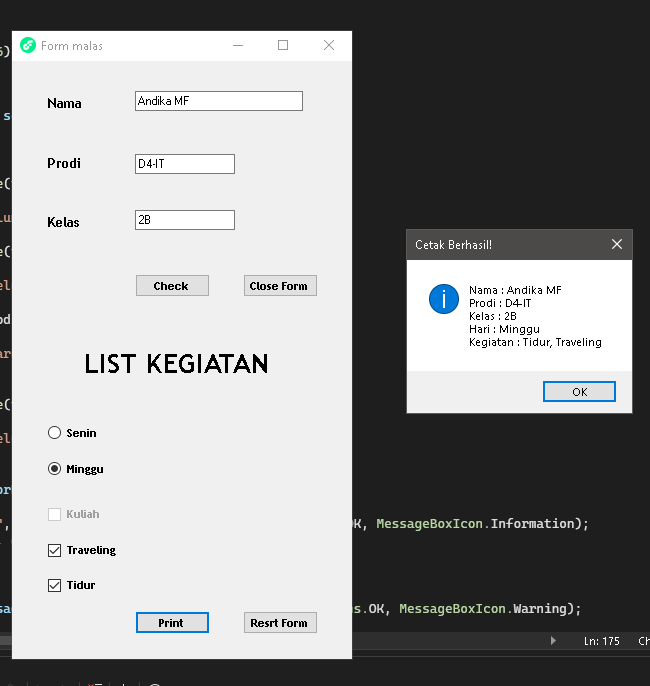 Form malas
Nama
Andika MF
Prodi
D4-IT
Kelas
2B
Check
Close Form
LIST KEGIATAN
Senin
Minggu
Kuliah
Traveling
Tidur
Print
Resrt Form
Cetak Berhasil!
Nama : Andika MF
Prodi : D4-IT
Kelas : 2B
Hari : Minggu
Kegiatan : Tidur, Traveling
OK
OK, MessageBoxIcon.Information);
s.OK, MessageBoxIcon.Warning);
Ln: 175